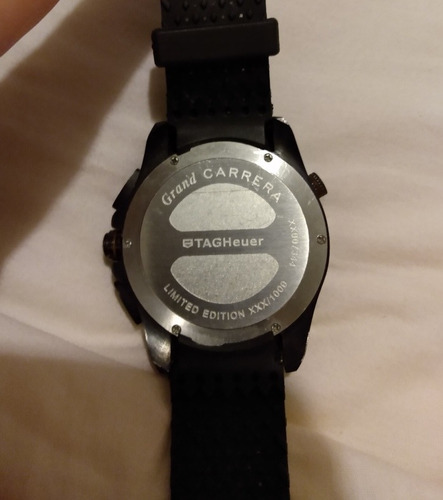 Grand CARRERA
TAGHeuer
LIMITED EDITION XXX/1000